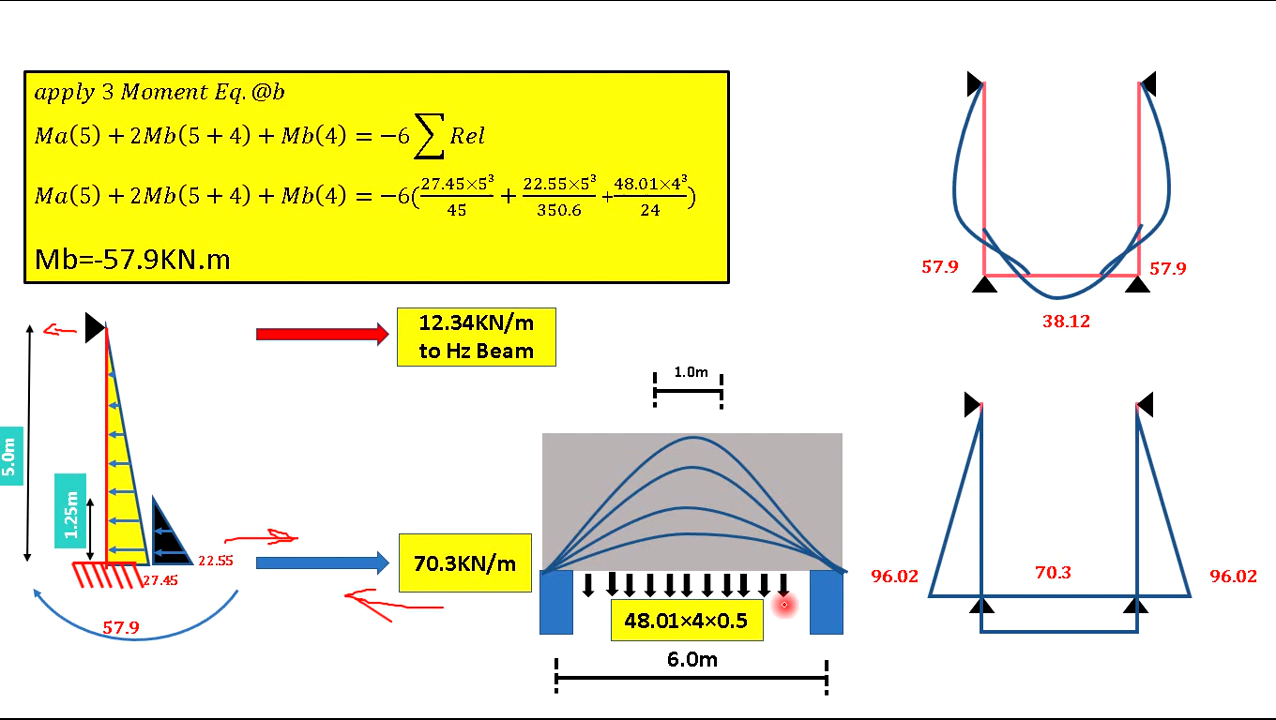 apply 3 Moment Eq.@b
Ma(5) + 2Mb(5 + 4) + Mb(4) = −6 ∑ Rel
Ma(5) + 2Mb(5 + 4) + Mb(4) = −6(27.45×5³/45 + 22.55×5³/350.6 +48.01×4³/24)
Mb=-57.9KN.m
12.34KN/m
to Hz Beam
5.0m
1.25m
22.55
27.45
57.9
70.3KN/m
1.0m
48.01×4×0.5
6.0m
57.9
57.9
38.12
96.02
70.3
96.02